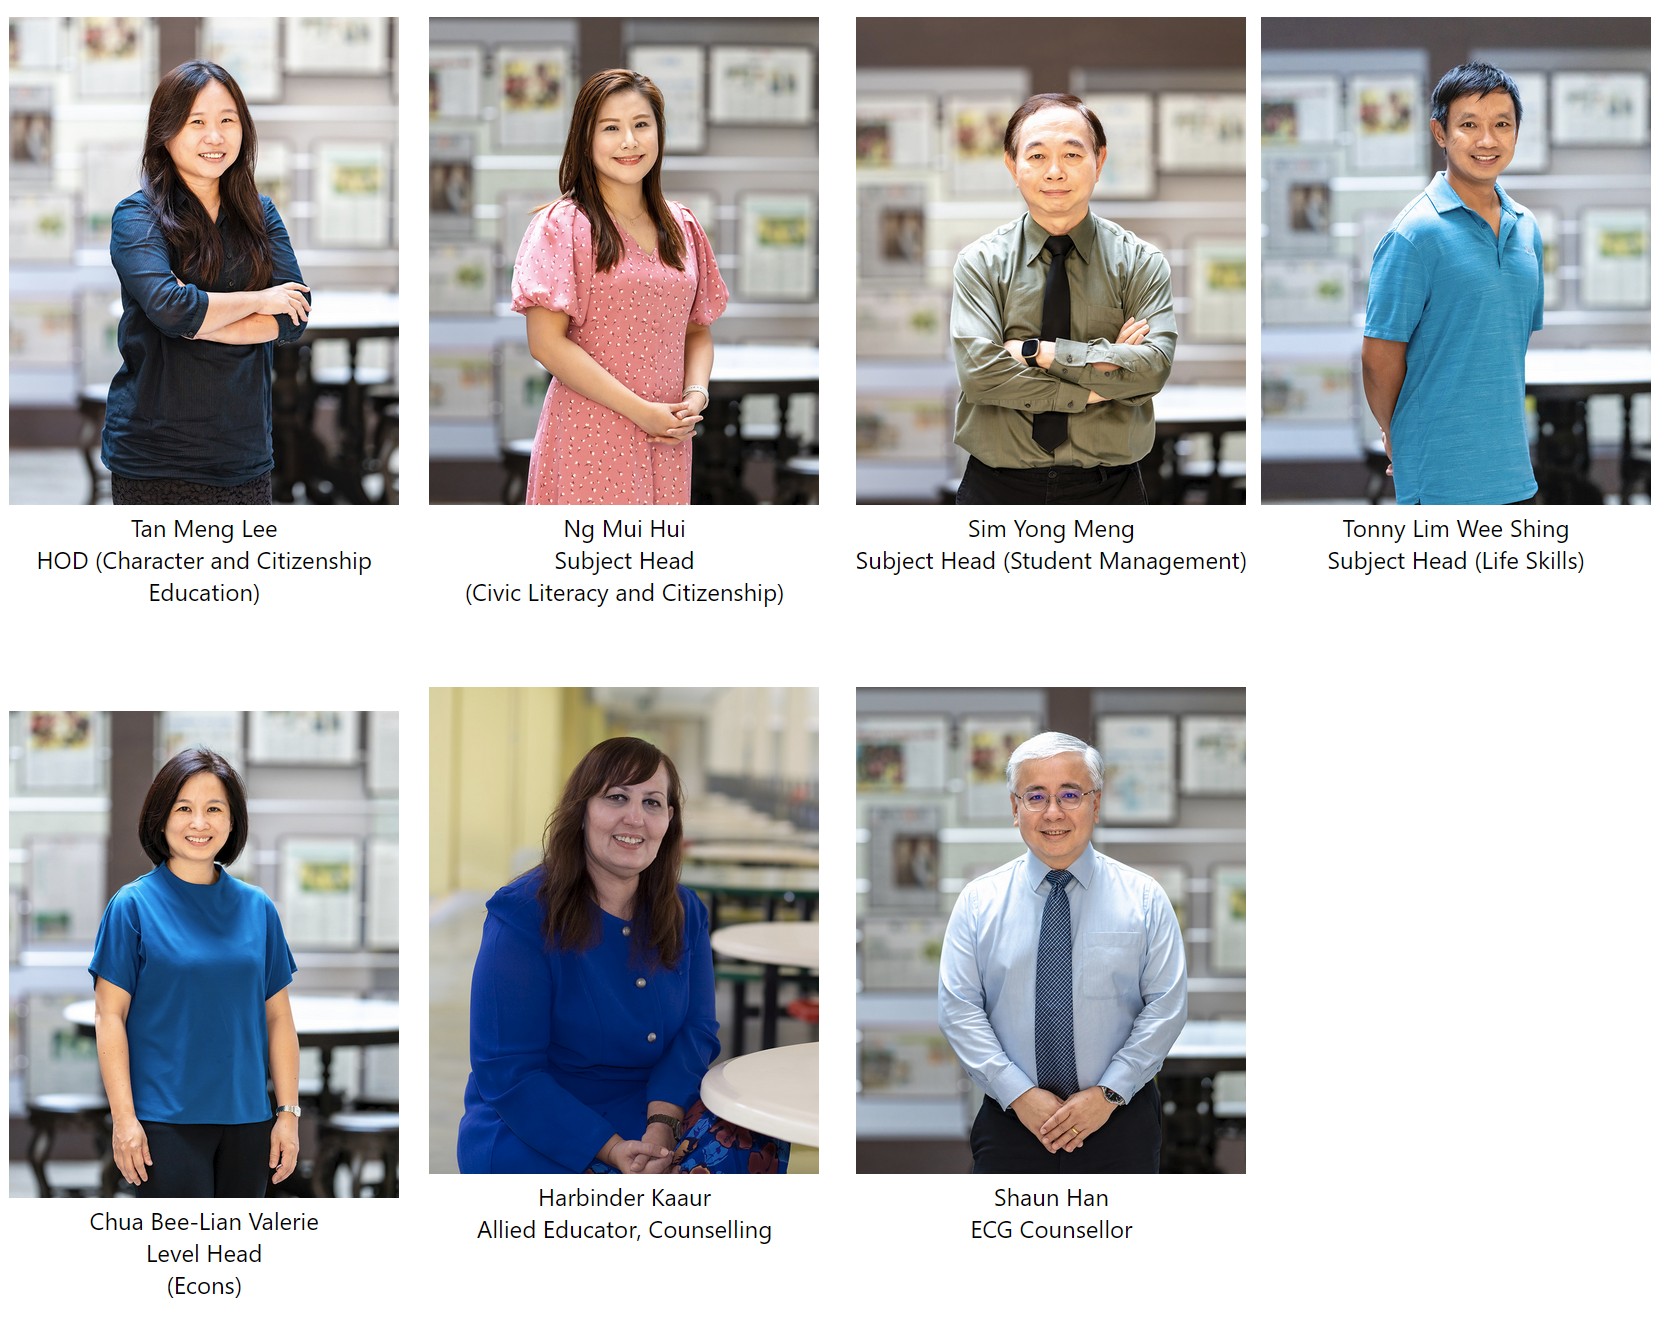 Tan Meng Lee
HOD (Character and Citizenship
Education)
Ng Mui Hui
Subject Head
(Civic Literacy and Citizenship)
Sim Yong Meng
Subject Head (Student Management)
Tonny Lim Wee Shing
Subject Head (Life Skills)
Chua Bee-Lian Valerie
Level Head
(Econs)
Harbinder Kaaur
Allied Educator, Counselling
Shaun Han
ECG Counsellor